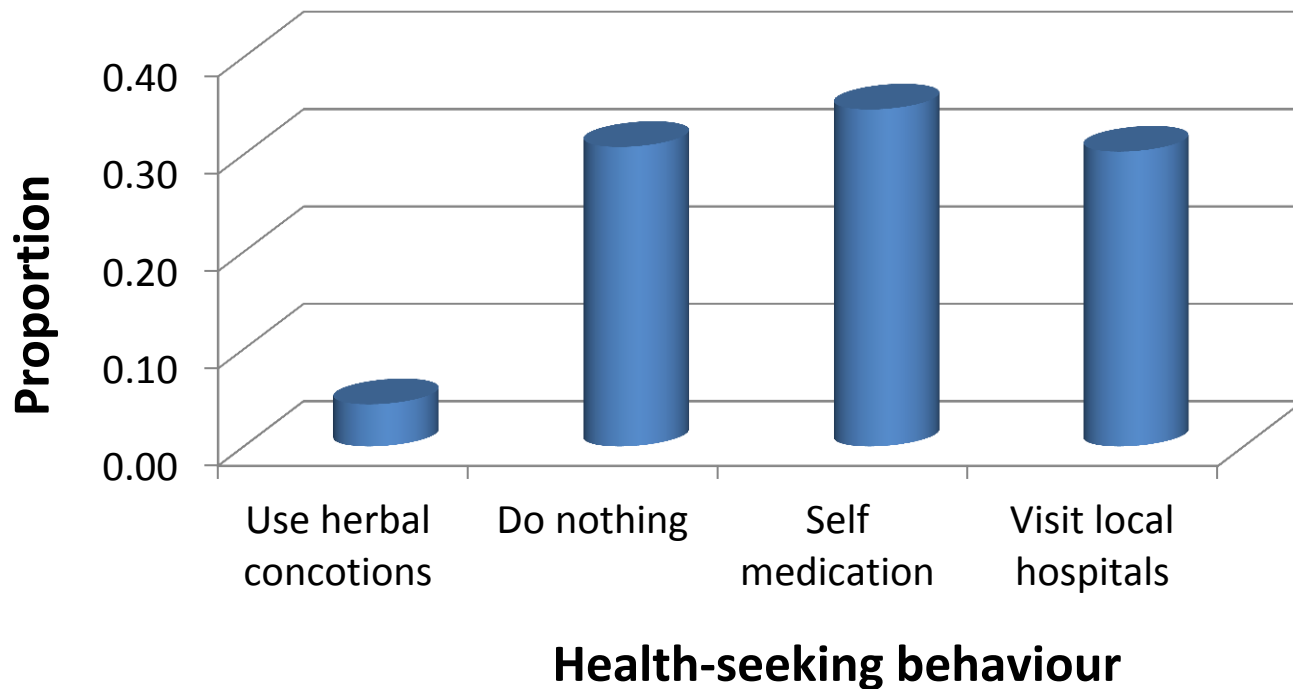 0.40
0.30
0.20
0.10
0.00
Proportion
Use herbal
concotions
Do nothing
Self
medication
Visit local
hospitals
Health-seeking behaviour